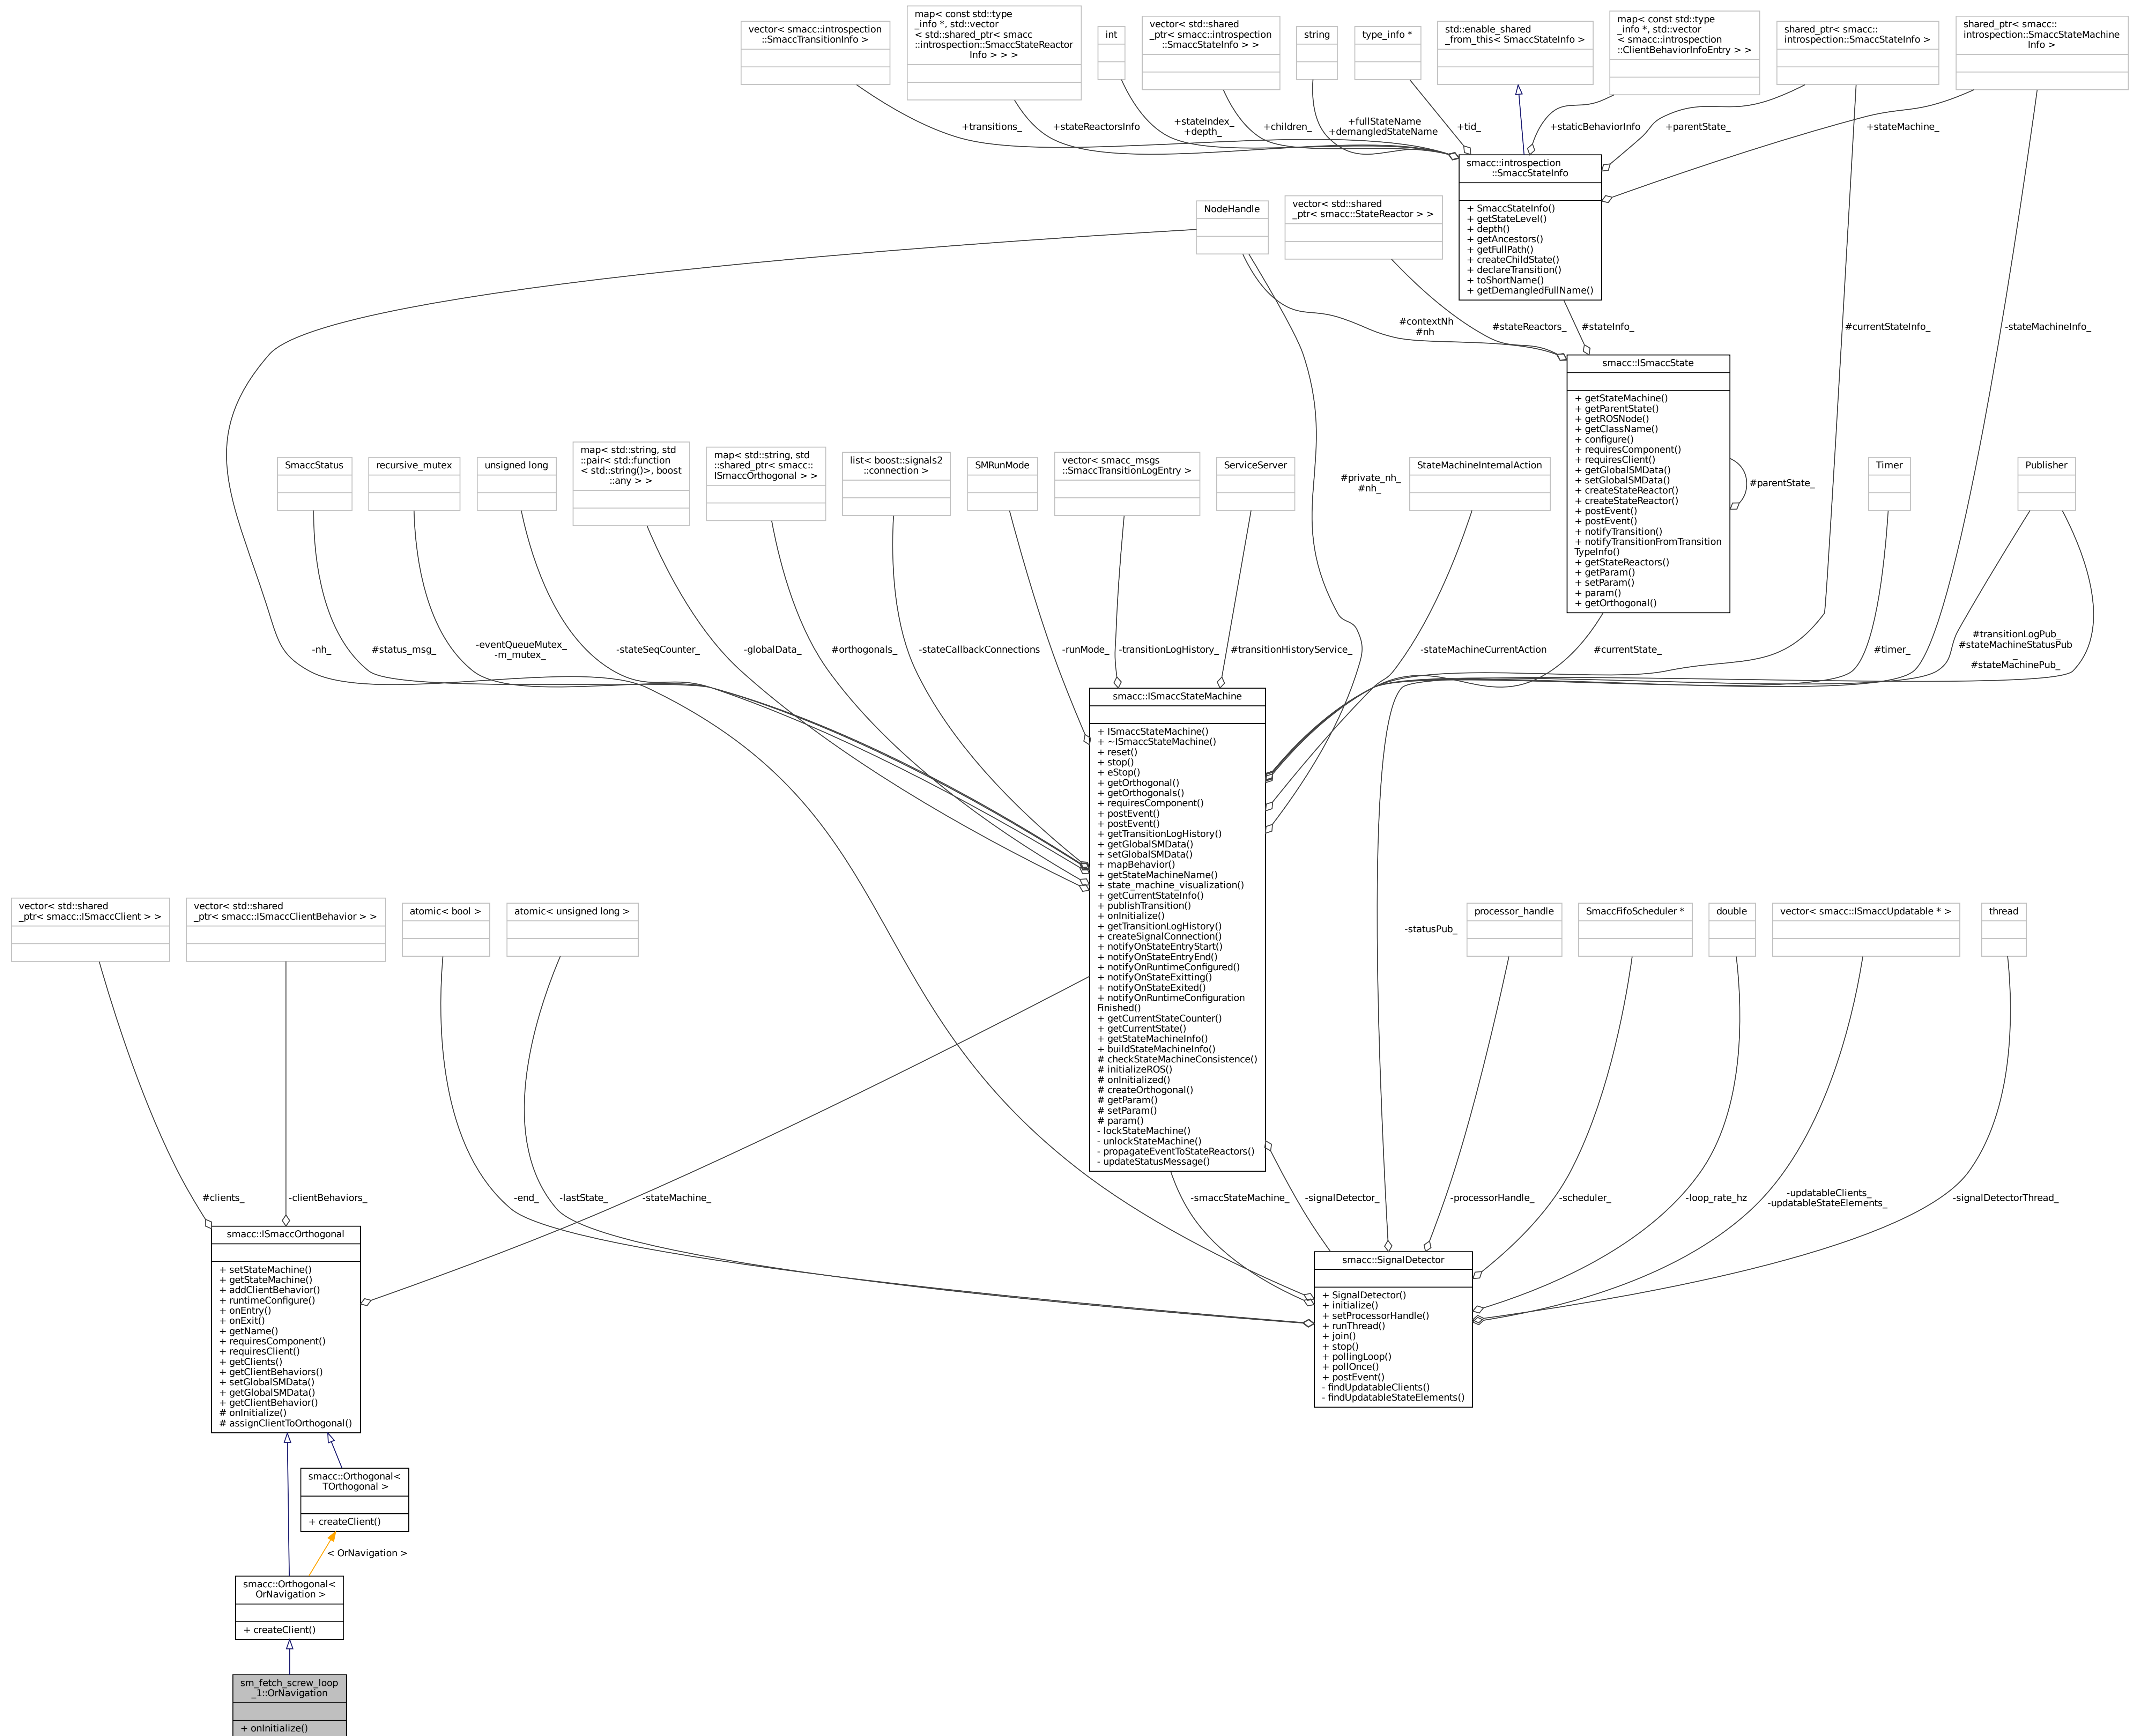 vector< smacc::introspection
::SmaccTransitionInfo >
map< const std::type
_info *, std::vector
< std::shared_ptr< smacc
::introspection::SmaccStateReactor
Info > > >
int
vector< std::shared
_ptr< smacc::introspection
::SmaccStateInfo > >
string
type_info *
std::enable_shared
_from_this< SmaccStateInfo >
map< const std::type
_info *, std::vector
< smacc::introspection
::ClientBehaviorInfoEntry > >
shared_ptr< smacc::
introspection::SmaccStateInfo >
shared_ptr< smacc::
introspection::SmaccStateMachine
Info >
+transitions_
+stateReactorsInfo
+stateIndex_
+depth_
+children_
+fullStateName
+demangledStateName
+tid_
+staticBehaviorInfo
+parentState_
+stateMachine_
smacc::introspection
::SmaccStateInfo
+ SmaccStateInfo()
+ getStateLevel()
+ depth()
+ getAncestors()
+ getFullPath()
+ createChildState()
+ declareTransition()
+ toShortName()
+ getDemangledFullName()
NodeHandle
vector< std::shared
_ptr< smacc::StateReactor > >
#contextNh
#nh
#stateReactors_
#stateInfo_
#currentStateInfo_
-stateMachineInfo_
smacc::ISmaccState
+ getStateMachine()
+ getParentState()
+ getROSNode()
+ getClassName()
+ configure()
+ requiresComponent()
+ requiresClient()
+ getGlobalSMData()
+ setGlobalSMData()
+ createStateReactor()
+ createStateReactor()
+ postEvent()
+ postEvent()
+ notifyTransition()
+ notifyTransitionFromTransition
TypeInfo()
+ getStateReactors()
+ getParam()
+ setParam()
+ param()
+ getOrthogonal()
#parentState_
SmaccStatus
recursive_mutex
unsigned long
map< std::string, std
::pair< std::function
< std::string()>, boost
::any > >
map< std::string, std
::shared_ptr< smacc::
ISmaccOrthogonal > >
list< boost::signals2
::connection >
SMRunMode
vector< smacc_msgs
::SmaccTransitionLogEntry >
ServiceServer
#private_nh_
#nh_
StateMachineInternalAction
Timer
Publisher
-nh_
#status_msg_
-eventQueueMutex_
-m_mutex_
-stateSeqCounter_
-globalData_
#orthogonals_
-stateCallbackConnections
-runMode_
-transitionLogHistory_
#transitionHistoryService_
-stateMachineCurrentAction
#currentState_
#timer_
#transitionLogPub_
#stateMachineStatusPub
_
#stateMachinePub_
smacc::ISmaccStateMachine
+ ISmaccStateMachine()
+ ~ISmaccStateMachine()
+ reset()
+ stop()
+ eStop()
+ getOrthogonal()
+ getOrthogonals()
+ requiresComponent()
+ postEvent()
+ postEvent()
+ getTransitionLogHistory()
+ getGlobalSMData()
+ setGlobalSMData()
+ mapBehavior()
+ getStateMachineName()
+ state_machine_visualization()
+ getCurrentStateInfo()
+ publishTransition()
+ onInitialize()
+ getTransitionLogHistory()
+ createSignalConnection()
+ notifyOnStateEntryStart()
+ notifyOnStateEntryEnd()
+ notifyOnRuntimeConfigured()
+ notifyOnStateExitting()
+ notifyOnStateExited()
+ notifyOnRuntimeConfiguration
Finished()
+ getCurrentStateCounter()
+ getCurrentState()
+ getStateMachineInfo()
+ buildStateMachineInfo()
# checkStateMachineConsistence()
# initializeROS()
# onInitialized()
# createOrthogonal()
# getParam()
# setParam()
# param()
- lockStateMachine()
- unlockStateMachine()
- propagateEventToStateReactors()
- updateStatusMessage()
vector< std::shared
_ptr< smacc::ISmaccClient > >
vector< std::shared
_ptr< smacc::ISmaccClientBehavior > >
atomic< bool >
atomic< unsigned long >
-statusPub_
processor_handle
SmaccFifoScheduler *
double
vector< smacc::ISmaccUpdatable * >
thread
#clients_
-clientBehaviors_
-end_
-lastState_
-stateMachine_
-smaccStateMachine_
-signalDetector_
-processorHandle_
-scheduler_
-loop_rate_hz
-updatableClients_
-updatableStateElements_
-signalDetectorThread_
smacc::ISmaccOrthogonal
+ setStateMachine()
+ getStateMachine()
+ addClientBehavior()
+ runtimeConfigure()
+ onEntry()
+ onExit()
+ getName()
+ requiresComponent()
+ requiresClient()
+ getClients()
+ getClientBehaviors()
+ setGlobalSMData()
+ getGlobalSMData()
+ getClientBehavior()
# onInitialize()
# assignClientToOrthogonal()
smacc::SignalDetector
+ SignalDetector()
+ initialize()
+ setProcessorHandle()
+ runThread()
+ join()
+ stop()
+ pollingLoop()
+ pollOnce()
+ postEvent()
- findUpdatableClients()
- findUpdatableStateElements()
smacc::Orthogonal<
TOrthogonal >
+ createClient()
< OrNavigation >
smacc::Orthogonal<
OrNavigation >
+ createClient()
sm_fetch_screw_loop
_1::OrNavigation
+ onInitialize()